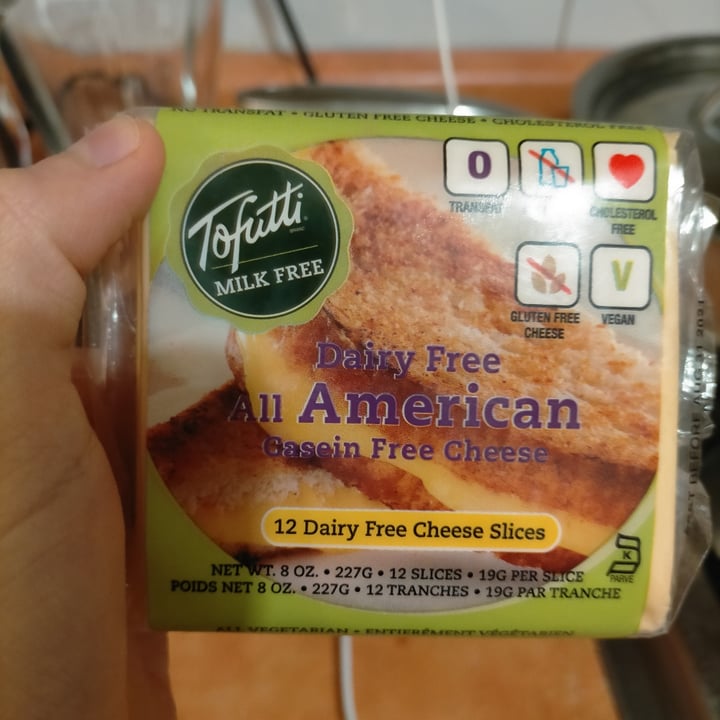 NO TRANSFAT • GLUTEN FREE CHEESE • CHOLESTEROL FREE
Tofutti
MILK FREE
0
TRANSFAT
CHOLESTEROL
FREE
GLUTEN FREE
CHEESE
V
VEGAN
Dairy Free
All American
Casein Free Cheese
12 Dairy Free Cheese Slices
NET WT. 8 OZ. • 227G • 12 SLICES • 19G PER SLICE
POIDS NET 8 OZ. • 227G • 12 TRANCHES • 19G PAR TRANCHE
K
PARVE
ALL VEGETARIAN • ENTIERÉMENT VÉGÉTARIEN
BEFORE